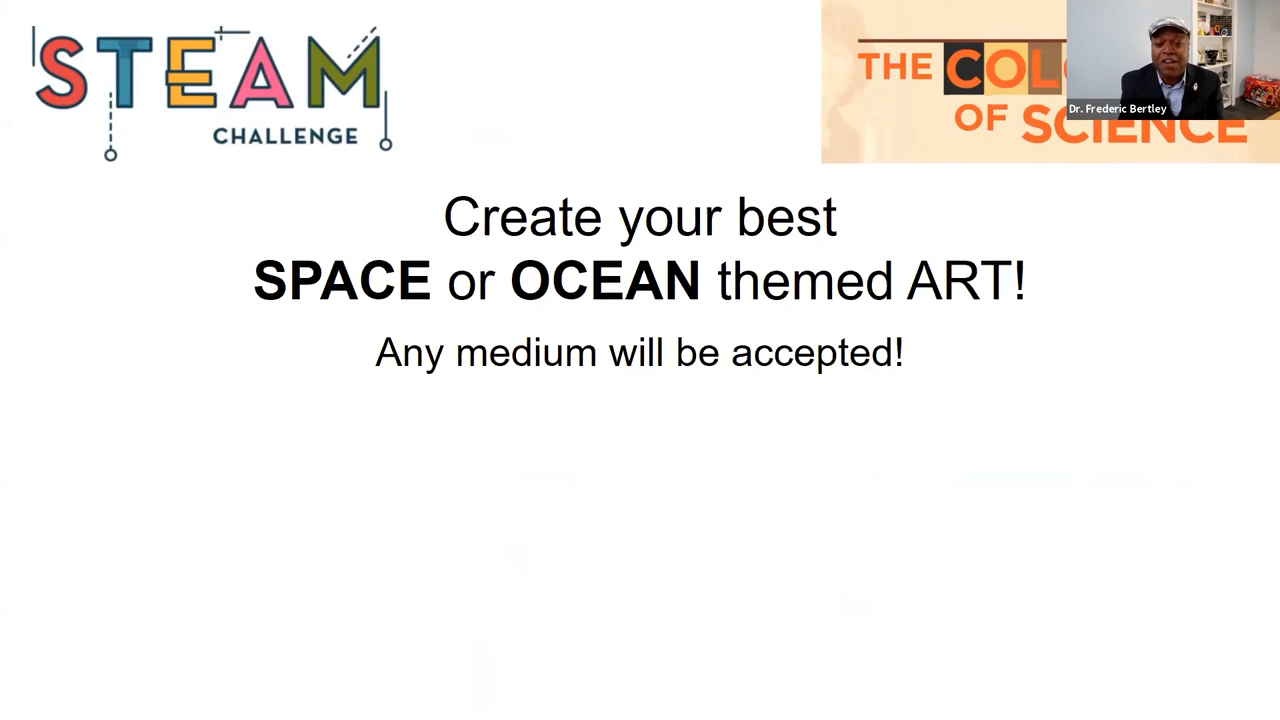 STEAM
CHALLENGE
THE COL
OF SCIENCE
Dr. Frederic Bertley
Create your best
SPACE or OCEAN themed ART!
Any medium will be accepted!